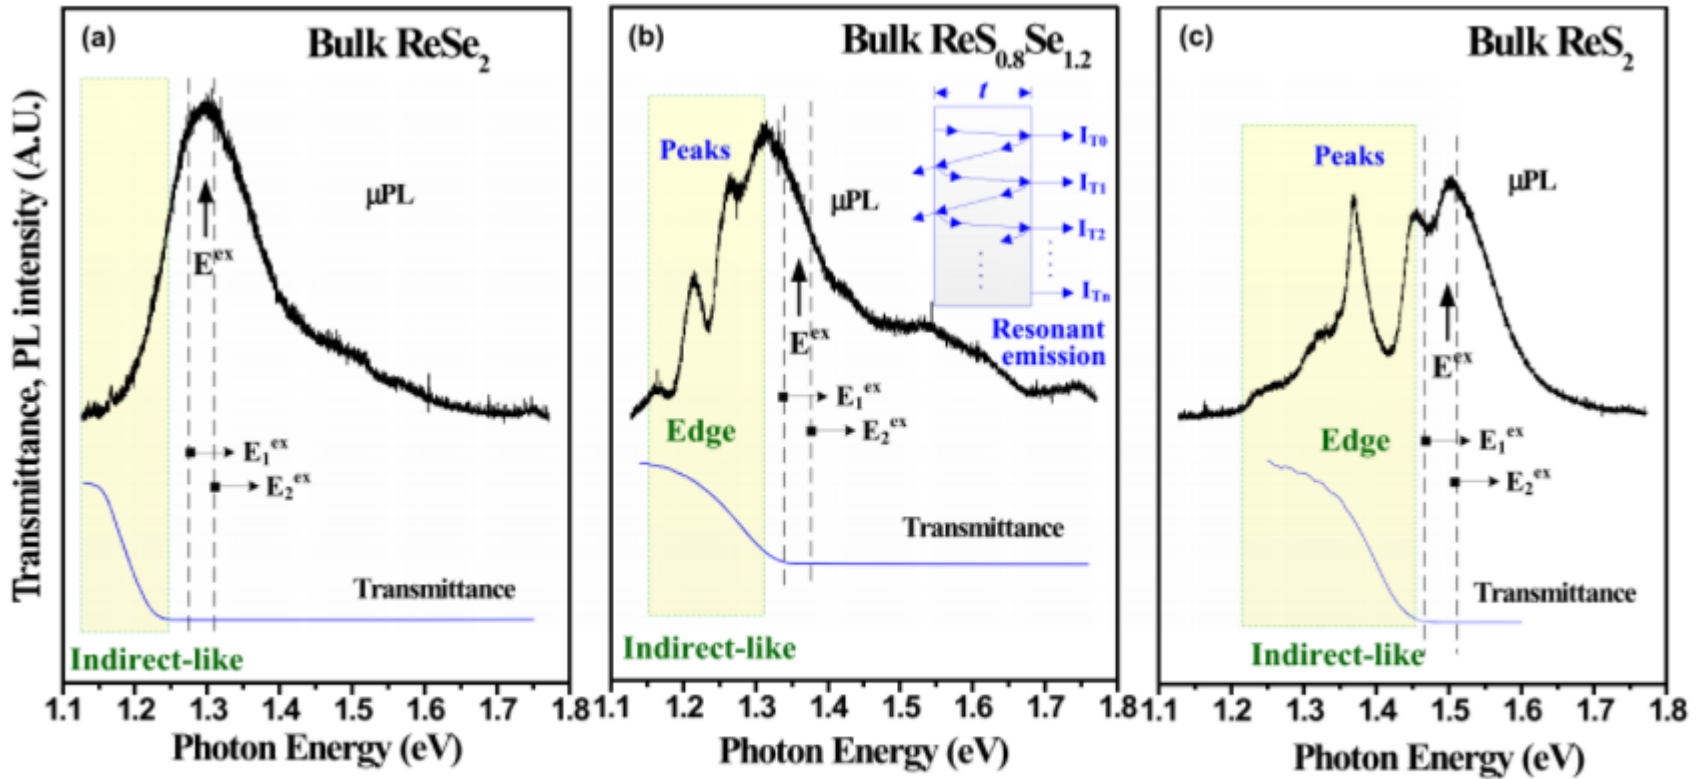 Transmittance, PL intensity (A.U.)
(a)
Bulk ReSe₂
μPL
Eᵉˣ
E₁ᵉˣ
E₂ᵉˣ
Transmittance
Indirect-like
1.1 1.2 1.3 1.4 1.5 1.6 1.7 1.8
Photon Energy (eV)
(b)
Bulk ReS₀.₈Se₁.₂
t
Peaks
I_T0
I_T1
μPL
I_T2
I_Tn
Resonant
emission
Eᵉˣ
E₁ᵉˣ
Edge
E₂ᵉˣ
Transmittance
Indirect-like
1.1 1.2 1.3 1.4 1.5 1.6 1.7 1.8
Photon Energy (eV)
(c)
Bulk ReS₂
Peaks
μPL
Eᵉˣ
Edge
E₁ᵉˣ
E₂ᵉˣ
Transmittance
Indirect-like
1.1 1.2 1.3 1.4 1.5 1.6 1.7 1.8
Photon Energy (eV)